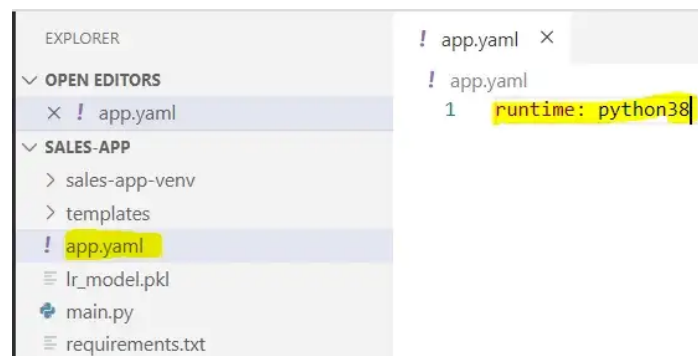 EXPLORER
OPEN EDITORS
! app.yaml
SALES-APP
sales-app-venv
templates
! app.yaml
lr_model.pkl
main.py
requirements.txt
! app.yaml
! app.yaml
1 runtime: python38